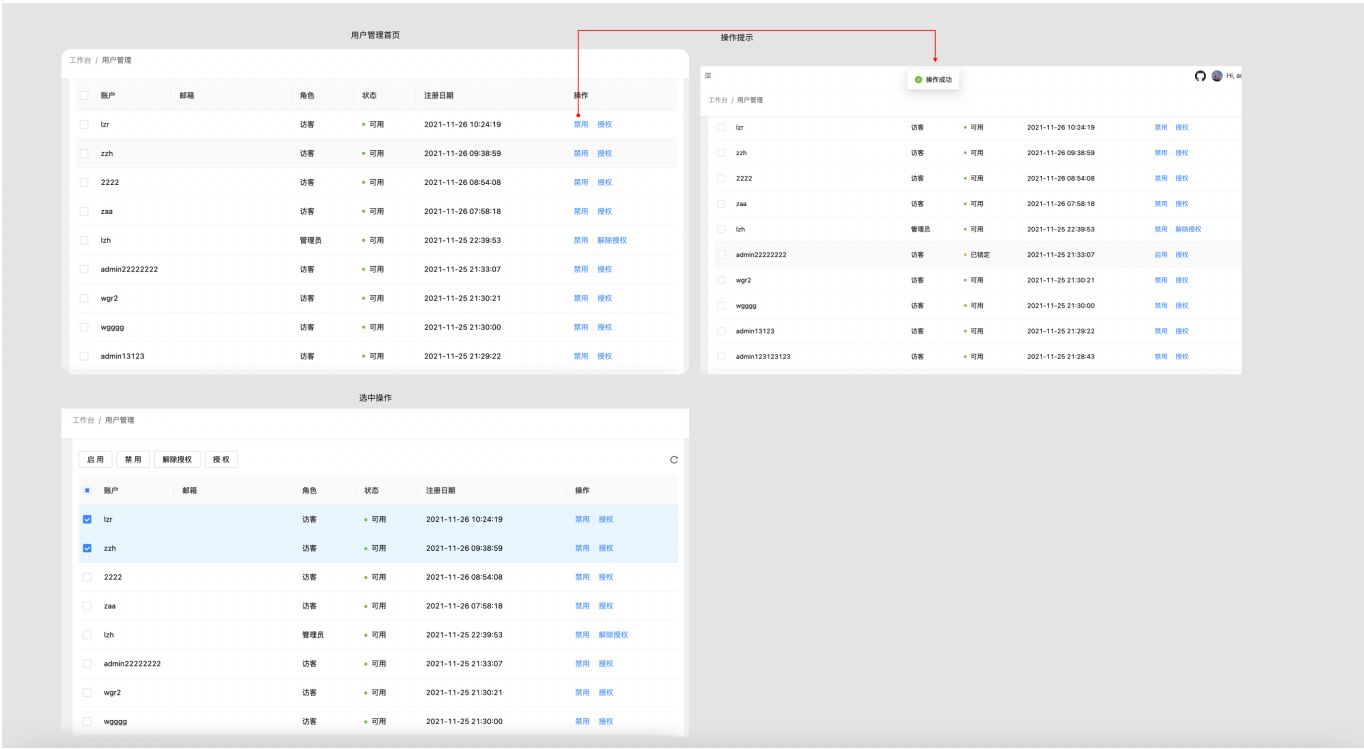 用户管理首页
工作台 / 用户管理
账户 邮箱 角色 状态 注册日期 操作
lzr 访客 可用 2021-11-26 10:24:19 禁用 授权
zzh 访客 可用 2021-11-26 09:38:59 禁用 授权
2222 访客 可用 2021-11-26 08:54:08 禁用 授权
zaa 访客 可用 2021-11-26 07:58:18 禁用 授权
lzh 管理员 可用 2021-11-25 22:39:53 禁用 解除授权
admin22222222 访客 可用 2021-11-25 21:33:07 禁用 授权
wgr2 访客 可用 2021-11-25 21:30:21 禁用 授权
wgggg 访客 可用 2021-11-25 21:30:00 禁用 授权
admin13123 访客 可用 2021-11-25 21:29:22 禁用 授权
操作提示
操作成功
Hi, ac
工作台 / 用户管理
lzr 访客 可用 2021-11-26 10:24:19 禁用 授权
zzh 访客 可用 2021-11-26 09:38:59 禁用 授权
2222 访客 可用 2021-11-26 08:54:08 禁用 授权
zaa 访客 可用 2021-11-26 07:58:18 禁用 授权
lzh 管理员 可用 2021-11-25 22:39:53 禁用 解除授权
admin22222222 访客 已锁定 2021-11-25 21:33:07 启用 授权
wgr2 访客 可用 2021-11-25 21:30:21 禁用 授权
wgggg 访客 可用 2021-11-25 21:30:00 禁用 授权
admin13123 访客 可用 2021-11-25 21:29:22 禁用 授权
admin123123123 访客 可用 2021-11-25 21:28:43 禁用 授权
选中操作
工作台 / 用户管理
启 用 禁 用 解除授权 授 权
账户 邮箱 角色 状态 注册日期 操作
lzr 访客 可用 2021-11-26 10:24:19 禁用 授权
zzh 访客 可用 2021-11-26 09:38:59 禁用 授权
2222 访客 可用 2021-11-26 08:54:08 禁用 授权
zaa 访客 可用 2021-11-26 07:58:18 禁用 授权
lzh 管理员 可用 2021-11-25 22:39:53 禁用 解除授权
admin22222222 访客 可用 2021-11-25 21:33:07 禁用 授权
wgr2 访客 可用 2021-11-25 21:30:21 禁用 授权
wgggg 访客 可用 2021-11-25 21:30:00 禁用 授权